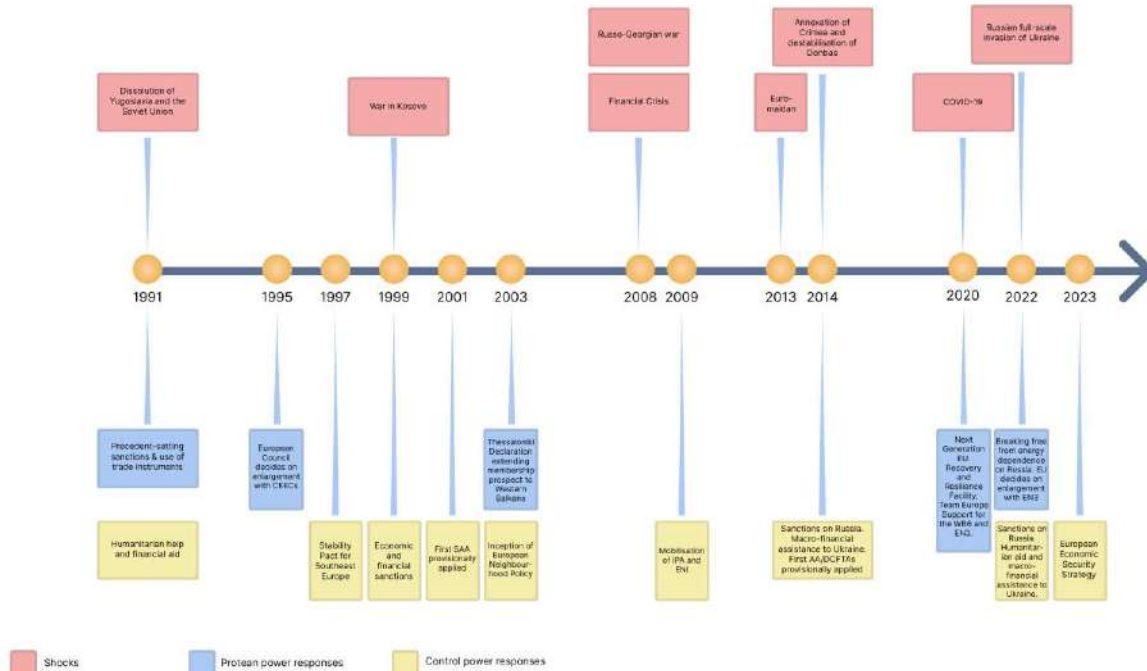 Russo-Georgian war
Annexation of
Crimea and
destabilisation of
Donbas
Russian full-scale
invasion of Ukraine
Dissolution of
Yugoslavia and the
Soviet Union
War in Kosovo
Financial Crisis
Euro-
maidan
COVID-19
1991
1995
1997
1999
2001
2003
2008
2009
2013
2014
2020
2022
2023
Precedent-setting
sanctions & use of
trade instruments
European
Council
decides on
enlargement
with CEECs
Thessaloniki
Declaration
extending
membership
prospect to
Western
Balkans
Next
Generation
EU.
Recovery
and
Resilience
Facility.
Team Europe
Support for
the WB6 and
EN3.
Breaking free
from energy
dependence
on Russia. EU
decides on
enlargement
with EN3
Humanitarian help
and financial aid
Stability
Pact for
Southeast
Europe
Economic
and
financial
sanctions
First SAA
provisionally
applied
Inception of
European
Neighbour-
hood Policy
Mobilisation
of IPA and ENI
Sanctions on Russia.
Macro-financial
assistance to Ukraine.
First AA/DCFTAs
provisionally applied
Sanctions on
Russia.
Humanitar-
ian aid and
macro-
financial
assistance to
Ukraine.
European
Economic
Security
Strategy
Shocks
Protean power responses
Control power responses